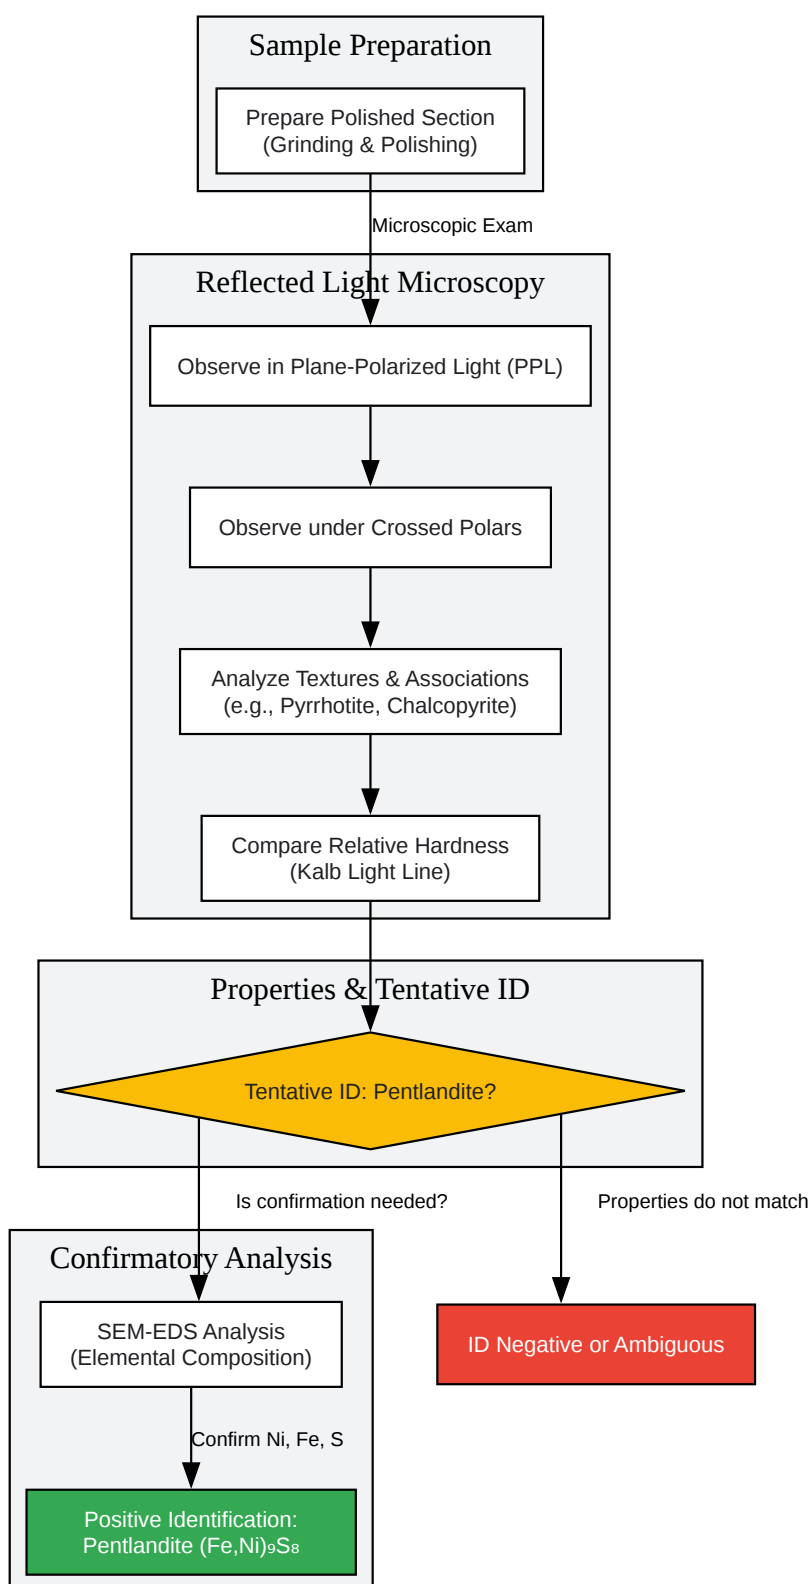 Sample Preparation
Prepare Polished Section
(Grinding & Polishing)
Microscopic Exam
Reflected Light Microscopy
Observe in Plane-Polarized Light (PPL)
Observe under Crossed Polars
Analyze Textures & Associations
(e.g., Pyrrhotite, Chalcopyrite)
Compare Relative Hardness
(Kalb Light Line)
Properties & Tentative ID
Tentative ID: Pentlandite?
Is confirmation needed?
Properties do not match
Confirmatory Analysis
SEM-EDS Analysis
(Elemental Composition)
ID Negative or Ambiguous
Confirm Ni, Fe, S
Positive Identification:
Pentlandite (Fe,Ni)₉S₈